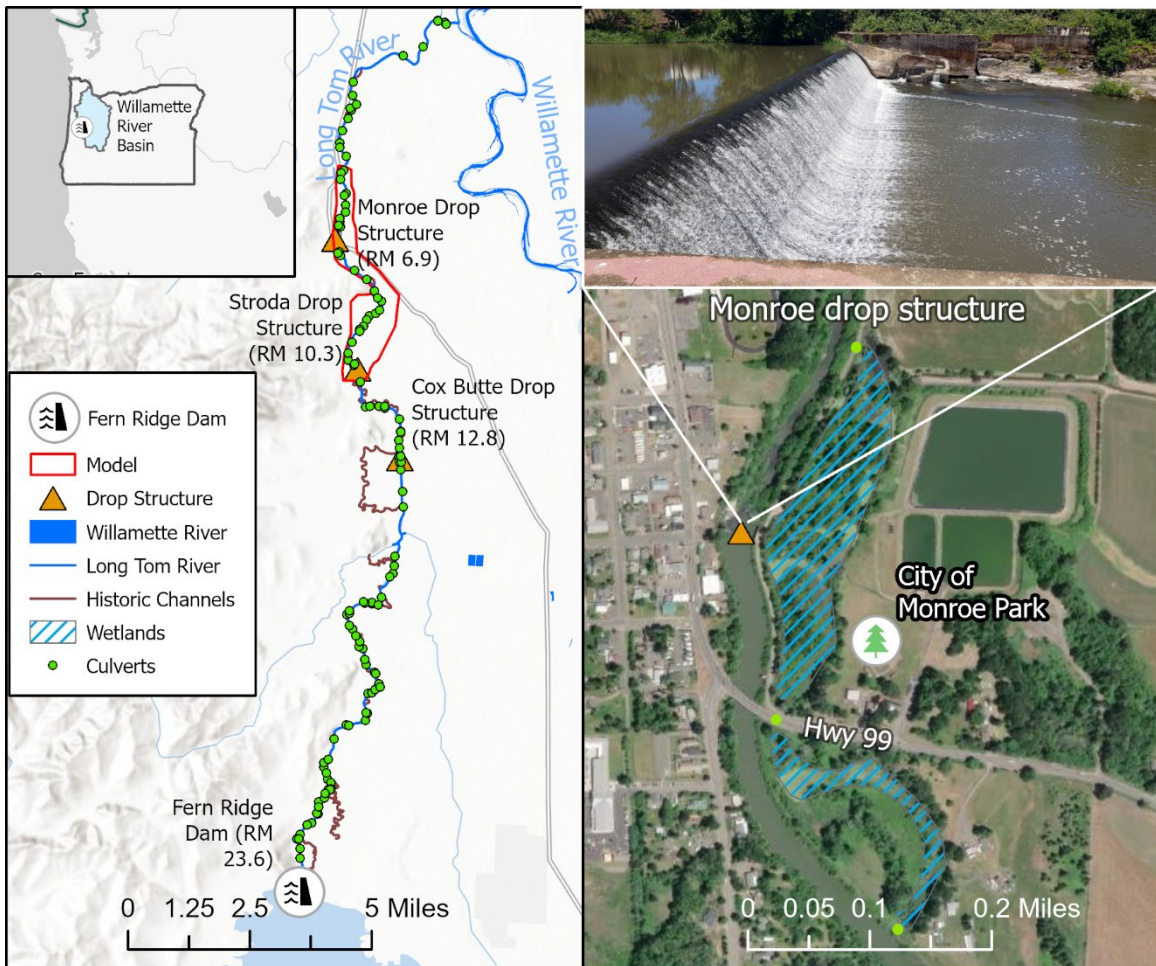 Willamette
River
Basin
Long Tom River
Willamette River
Monroe Drop
Structure
(RM 6.9)
Stroda Drop
Structure
(RM 10.3)
Cox Butte Drop
Structure
(RM 12.8)
Fern Ridge Dam
Model
Drop Structure
Willamette River
Long Tom River
Historic Channels
Wetlands
Culverts
Fern Ridge
Dam (RM
23.6)
0 1.25 2.5 5 Miles
Monroe drop structure
City of
Monroe Park
Hwy 99
0 0.05 0.1 0.2 Miles